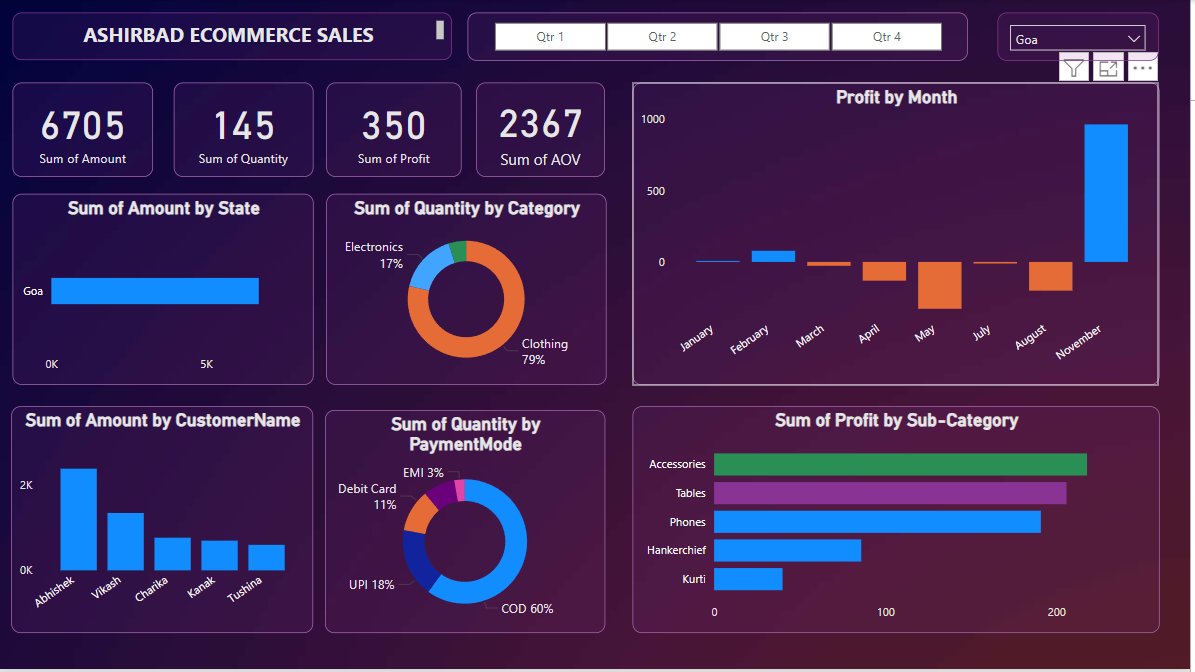 ASHIRBAD ECOMMERCE SALES
Qtr 1
Qtr 2
Qtr 3
Qtr 4
Goa
6705
Sum of Amount
145
Sum of Quantity
350
Sum of Profit
2367
Sum of AOV
Profit by Month
1000
500
0
January
February
March
April
May
July
August
November
Sum of Amount by State
Goa
0K
5K
Sum of Quantity by Category
Electronics
17%
Clothing
79%
Sum of Amount by CustomerName
2K
0K
Abhishek
Vikash
Charika
Kanak
Tushina
Sum of Quantity by
PaymentMode
EMI 3%
Debit Card
11%
UPI 18%
COD 60%
Sum of Profit by Sub-Category
Accessories
Tables
Phones
Hankerchief
Kurti
0
100
200